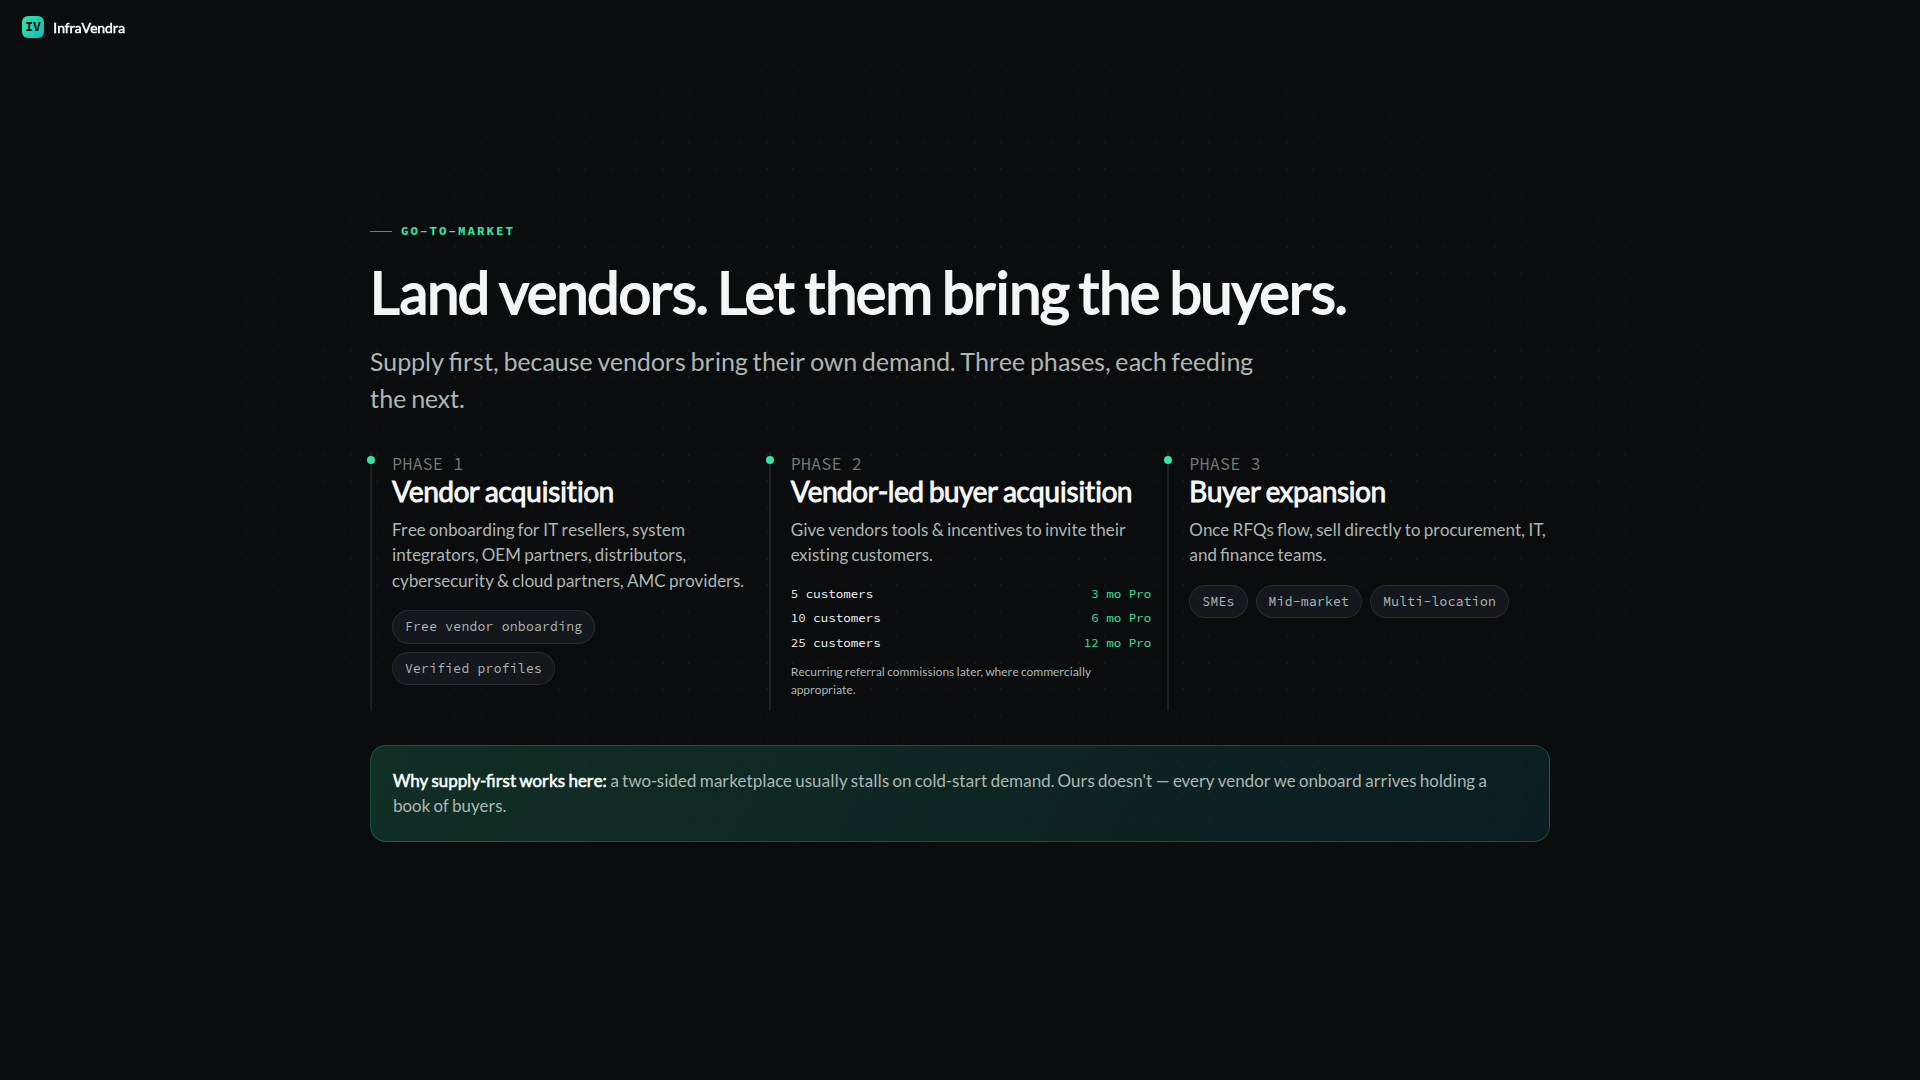 IV InfraVendra
GO-TO-MARKET
Land vendors. Let them bring the buyers.
Supply first, because vendors bring their own demand. Three phases, each feeding
the next.
PHASE 1
Vendor acquisition
Free onboarding for IT resellers, system
integrators, OEM partners, distributors,
cybersecurity & cloud partners, AMC providers.
Free vendor onboarding
Verified profiles
PHASE 2
Vendor-led buyer acquisition
Give vendors tools & incentives to invite their
existing customers.
5 customers 3 mo Pro
10 customers 6 mo Pro
25 customers 12 mo Pro
Recurring referral commissions later, where commercially
appropriate.
PHASE 3
Buyer expansion
Once RFQs flow, sell directly to procurement, IT,
and finance teams.
SMEs Mid-market Multi-location
Why supply-first works here: a two-sided marketplace usually stalls on cold-start demand. Ours doesn't — every vendor we onboard arrives holding a
book of buyers.